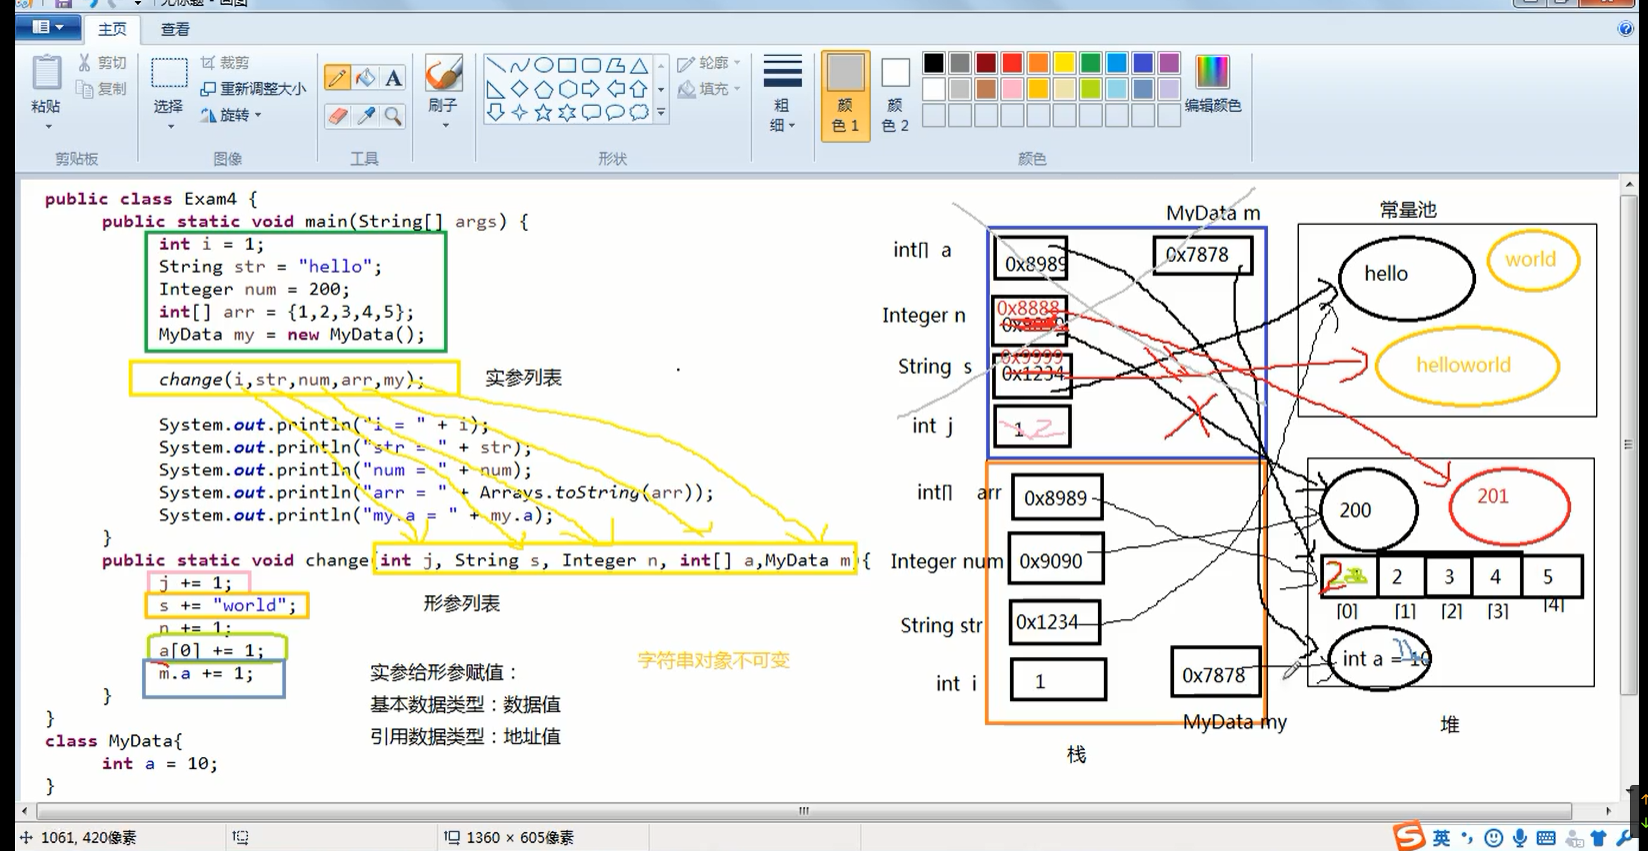 无标题 - 画图
主页
查看
粘贴
剪切
复制
剪贴板
选择
裁剪
重新调整大小
旋转
图像
A
工具
刷子
形状
轮廓
填充
粗
细
颜
色 1
颜
色 2
编辑颜色
颜色
public class Exam4 {
public static void main(String[] args) {
int i = 1;
String str = "hello";
Integer num = 200;
int[] arr = {1,2,3,4,5};
MyData my = new MyData();
change(i,str,num,arr,my);
实参列表
System.out.println("i = " + i);
System.out.println("str = " + str);
System.out.println("num = " + num);
System.out.println("arr = " + Arrays.toString(arr));
System.out.println("my.a = " + my.a);
}
public static void change(int j, String s, Integer n, int[] a,MyData m){
j += 1;
s += "world";
n += 1;
a[0] += 1;
m.a += 1;
}
}
class MyData{
int a = 10;
}
形参列表
实参给形参赋值：
基本数据类型：数据值
引用数据类型：地址值
字符串对象不可变
MyData m
int[] a
0x8989
0x7878
Integer n
0x8888
String s
0x9999
0x1234
int j
1 2
int[] arr
0x8989
Integer num
0x9090
String str
0x1234
int i
1
0x7878
MyData my
栈
常量池
hello
world
helloworld
200
201
2
2
3
4
5
[0]
[1]
[2]
[3]
[4]
int a =
堆
1061, 420像素
1360 × 605像素
英